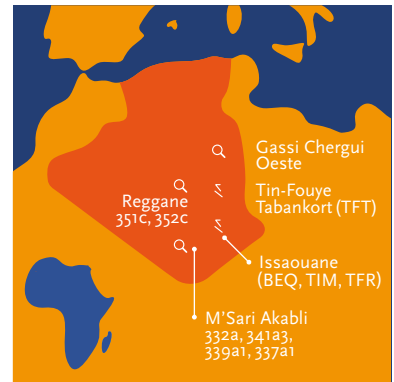 Gassi Chergui
Oeste
Reggane
351c, 352c
Tin-Fouye
Tabankort (TFT)
Issaouane
(BEQ, TIM, TFR)
M'Sari Akabli
332a, 341a3,
339a1, 337a1